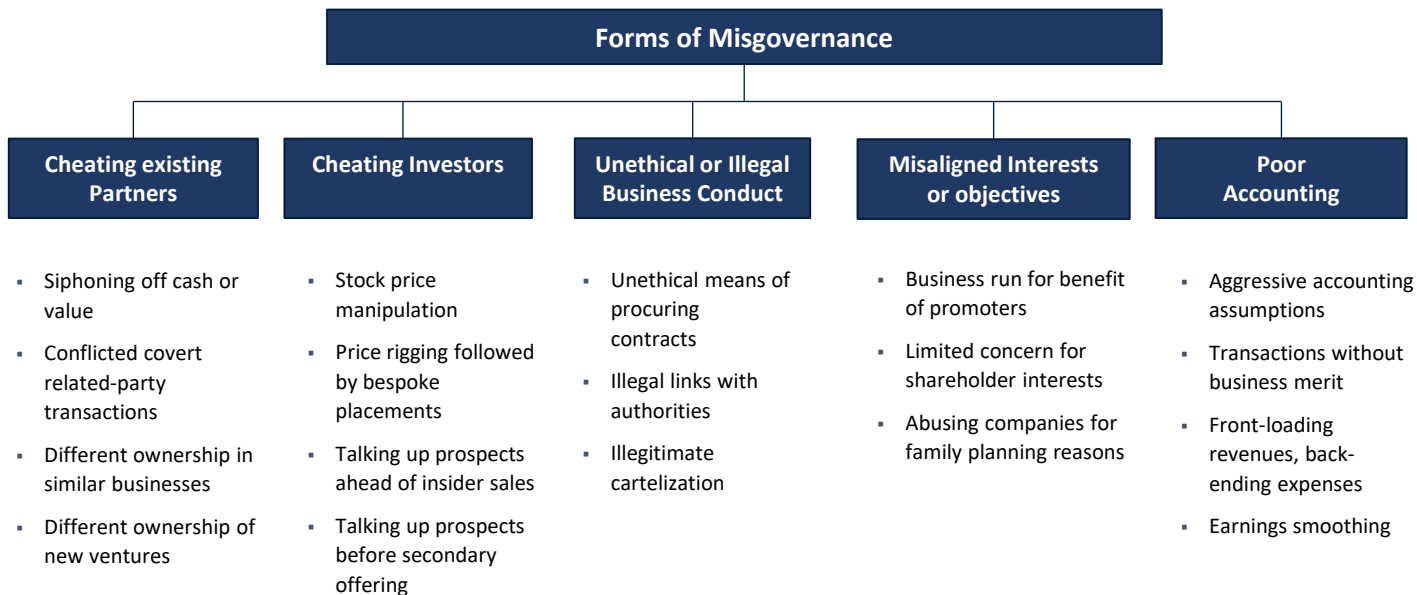 Forms of Misgovernance
Cheating existing
Partners
Cheating Investors
Unethical or Illegal
Business Conduct
Misaligned Interests
or objectives
Poor
Accounting
▪ Siphoning off cash or
value
▪ Conflicted covert
related-party
transactions
▪ Different ownership in
similar businesses
▪ Different ownership of
new ventures
▪ Stock price
manipulation
▪ Price rigging followed
by bespoke
placements
▪ Talking up prospects
ahead of insider sales
▪ Talking up prospects
before secondary
offering
▪ Unethical means of
procuring
contracts
▪ Illegal links with
authorities
▪ Illegitimate
cartelization
▪ Business run for benefit
of promoters
▪ Limited concern for
shareholder interests
▪ Abusing companies for
family planning reasons
▪ Aggressive accounting
assumptions
▪ Transactions without
business merit
▪ Front-loading
revenues, back-
ending expenses
▪ Earnings smoothing